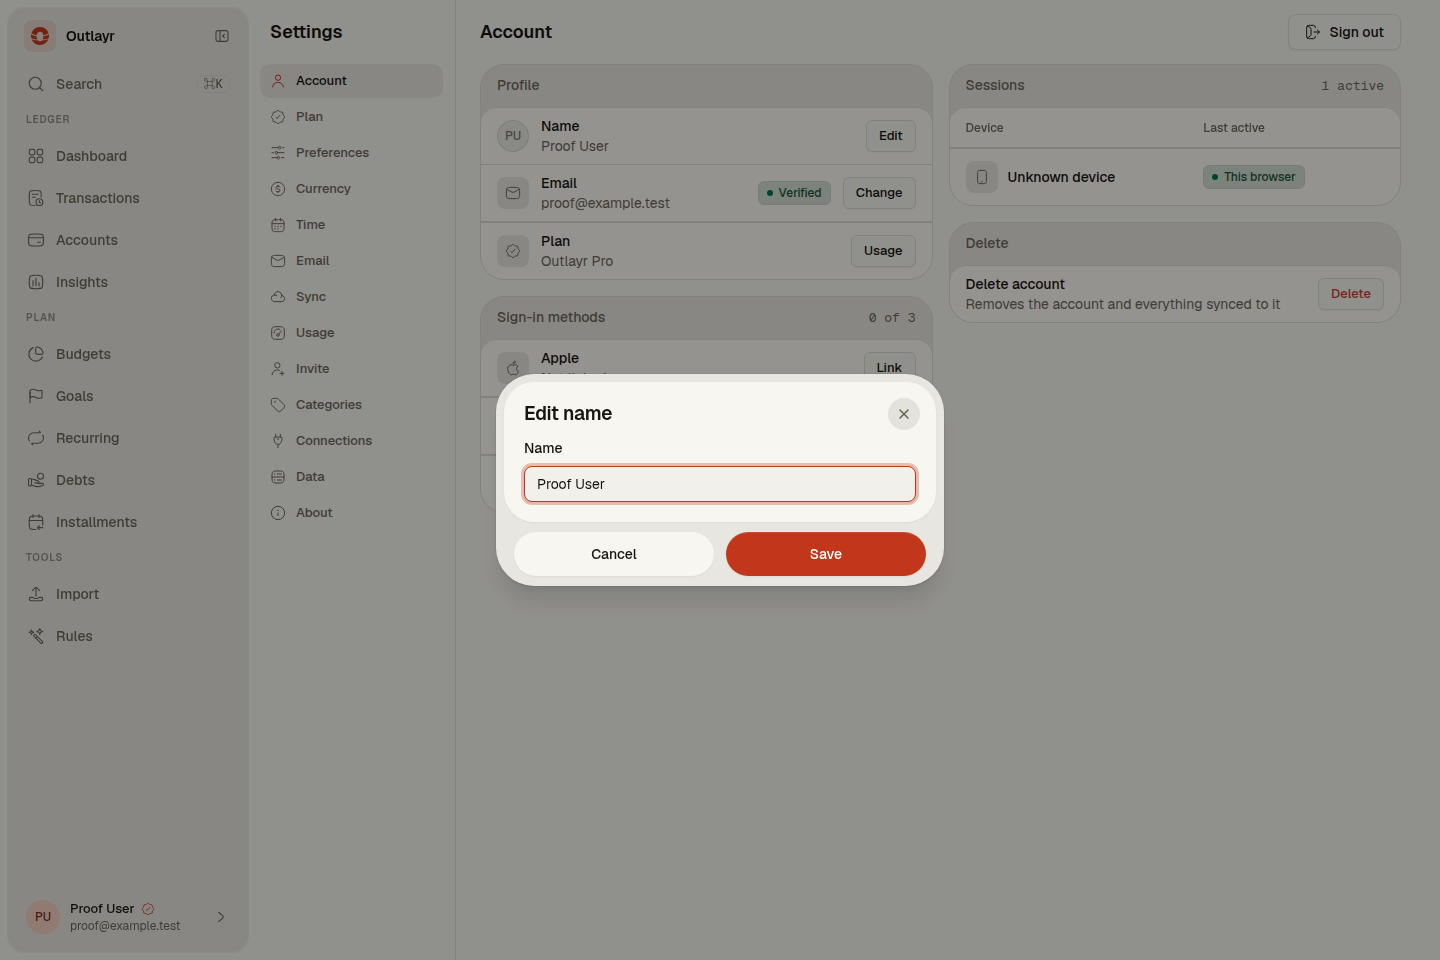 Outlayr
Search
⌘K
LEDGER
Dashboard
Transactions
Accounts
Insights
PLAN
Budgets
Goals
Recurring
Debts
Installments
TOOLS
Import
Rules
PU
Proof User
proof@example.test
Settings
Account
Plan
Preferences
Currency
Time
Email
Sync
Usage
Invite
Categories
Connections
Data
About
Account
Sign out
Profile
PU
Name
Proof User
Edit
Email
proof@example.test
Verified
Change
Plan
Outlayr Pro
Usage
Sign-in methods
0 of 3
Apple
Link
Sessions
1 active
Device
Last active
Unknown device
This browser
Delete
Delete account
Removes the account and everything synced to it
Delete
Edit name
Name
Proof User
Cancel
Save